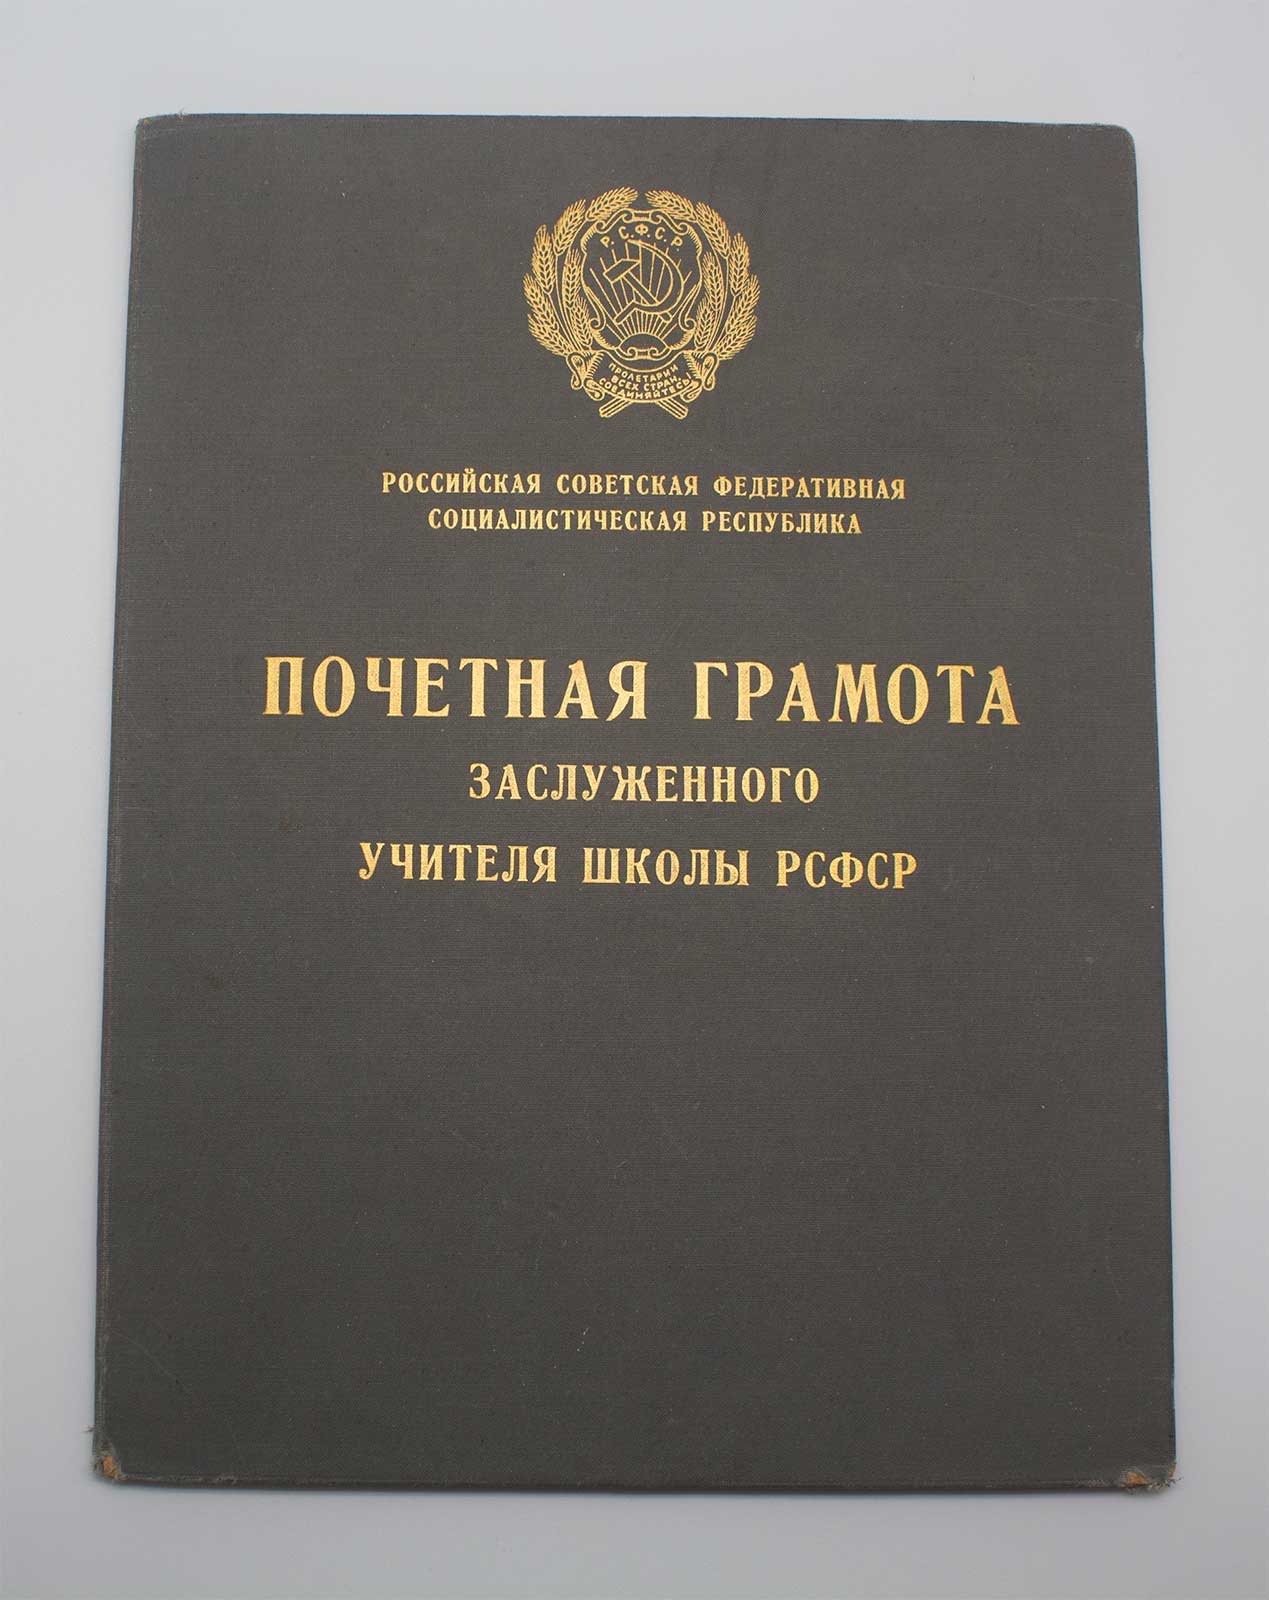 Р.С.Ф.С.Р.
ПРОЛЕТАРИИ
ВСЕХ СТРАН,
СОЕДИНЯЙТЕСЬ!
РОССИЙСКАЯ СОВЕТСКАЯ ФЕДЕРАТИВНАЯ
СОЦИАЛИСТИЧЕСКАЯ РЕСПУБЛИКА
ПОЧЕТНАЯ ГРАМОТА
ЗАСЛУЖЕННОГО
УЧИТЕЛЯ ШКОЛЫ РСФСР